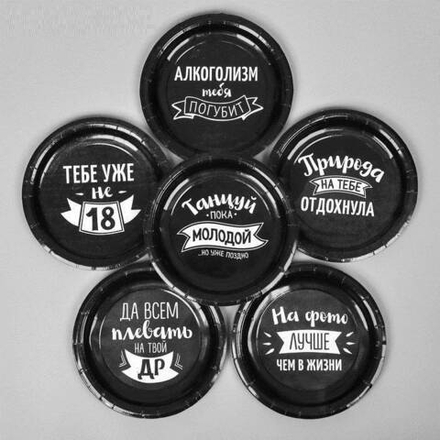 АЛКОГОЛИЗМ
тебя
ПОГУБИТ
ТЕБЕ УЖЕ
не
18
Танцуй
ПОКА
МОЛОДОЙ
...НО УЖЕ ПОЗДНО
Природа
НА ТЕБЕ
ОТДОХНУЛА
ДА ВСЕМ
плевать
НА ТВОЙ
ДР
На фото
ЛУЧШЕ
ЧЕМ В ЖИЗНИ